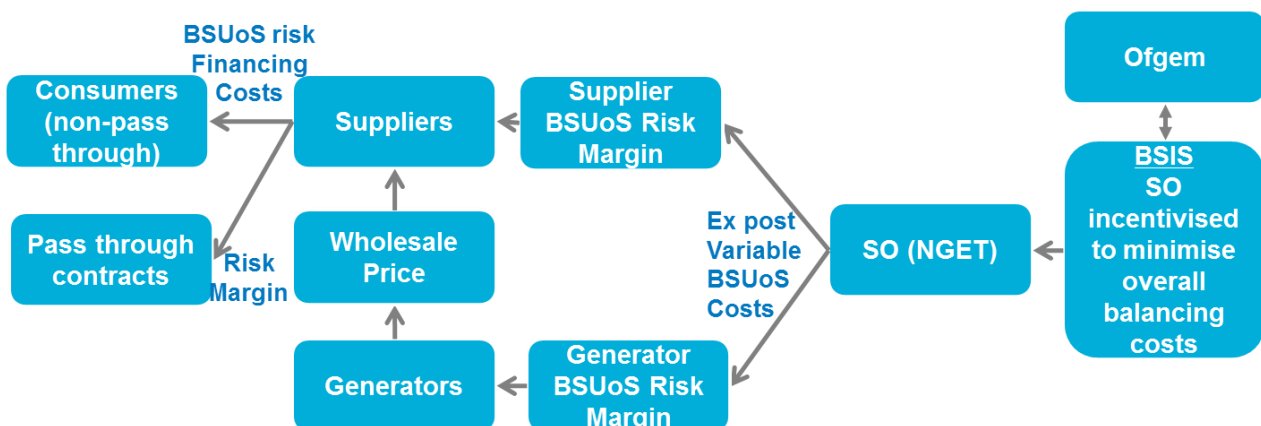 BSUoS risk
Financing
Costs
Consumers
(non-pass
through)
Suppliers
Supplier
BSUoS Risk
Margin
Ofgem
BSIS
SO
incentivised
to minimise
overall
balancing
costs
Pass through
contracts
Risk
Margin
Wholesale
Price
Ex post
Variable
BSUoS
Costs
SO (NGET)
Generators
Generator
BSUoS Risk
Margin